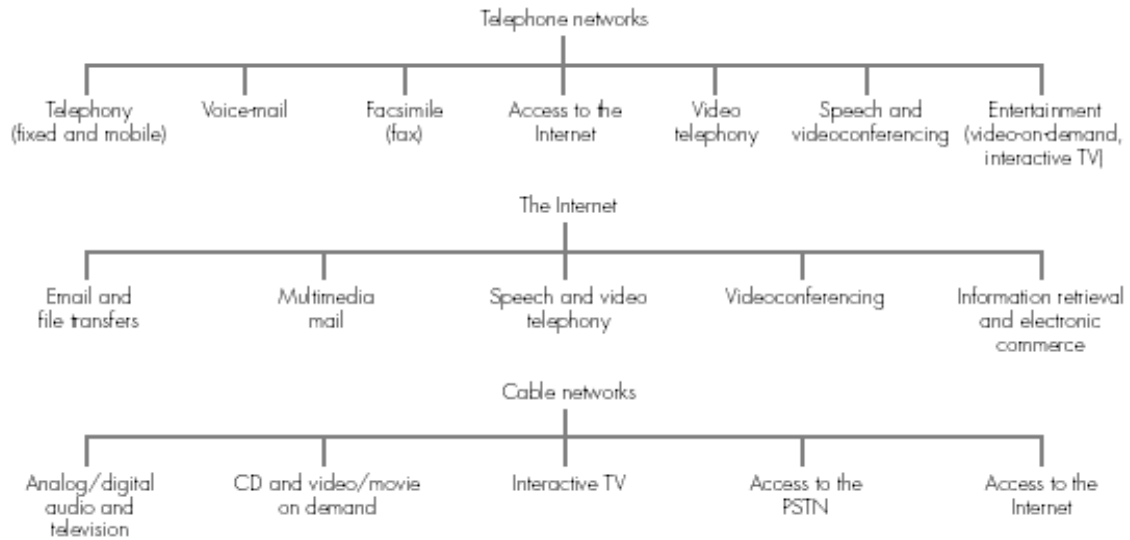 Telephone networks
Telephony
(fixed and mobile)
Voice-mail
Facsimile
(fax)
Access to the
Internet
Video
telephony
Speech and
videoconferencing
Entertainment
(video-on-demand,
interactive TV)
The Internet
Email and
file transfers
Multimedia
mail
Speech and video
telephony
Videoconferencing
Information retrieval
and electronic
commerce
Cable networks
Analog/digital
audio and
television
CD and video/movie
on demand
Interactive TV
Access to the
PSTN
Access to the
Internet